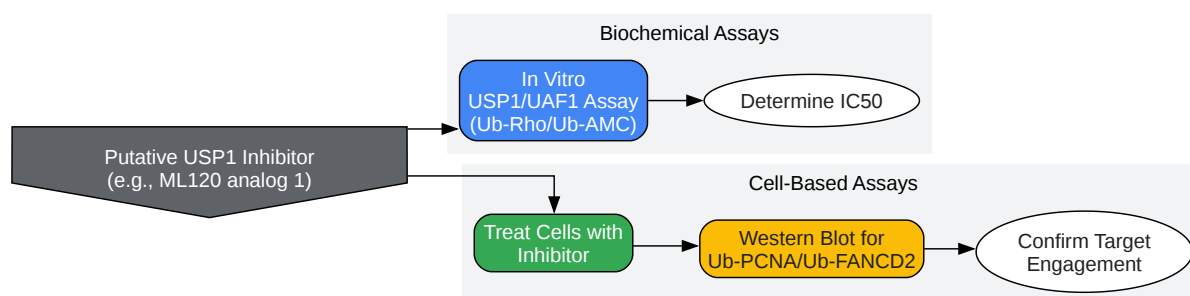 Putative USP1 Inhibitor
(e.g., ML120 analog 1)
Biochemical Assays
In Vitro
USP1/UAF1 Assay
(Ub-Rho/Ub-AMC)
Determine IC50
Cell-Based Assays
Treat Cells with
Inhibitor
Western Blot for
Ub-PCNA/Ub-FANCD2
Confirm Target
Engagement